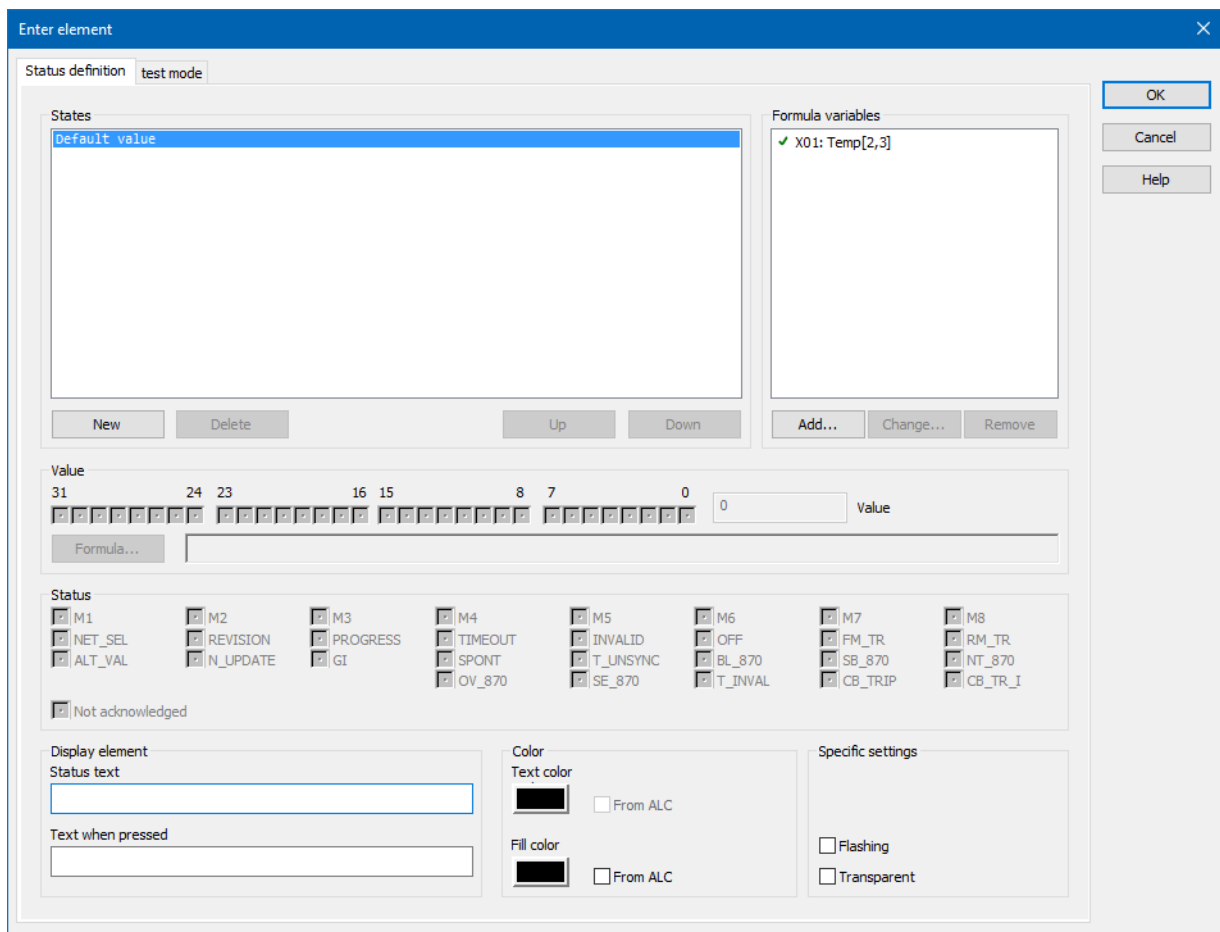 Enter element
Status definition test mode
OK
Cancel
Help
States
Default value
Formula variables
X01: Temp[2,3]
New Delete Up Down
Add... Change... Remove
Value
31 24 23 16 15 8 7 0
0 Value
Formula...
Status
M1 M2 M3 M4 M5 M6 M7 M8
NET_SEL REVISION PROGRESS TIMEOUT INVALID OFF FM_TR RM_TR
ALT_VAL N_UPDATE GI SPONT T_UNSYNC BL_870 SB_870 NT_870
OV_870 SE_870 T_INVAL CB_TRIP CB_TR_I
Not acknowledged
Display element
Status text
Text when pressed
Color
Text color
From ALC
Fill color
From ALC
Specific settings
Flashing
Transparent